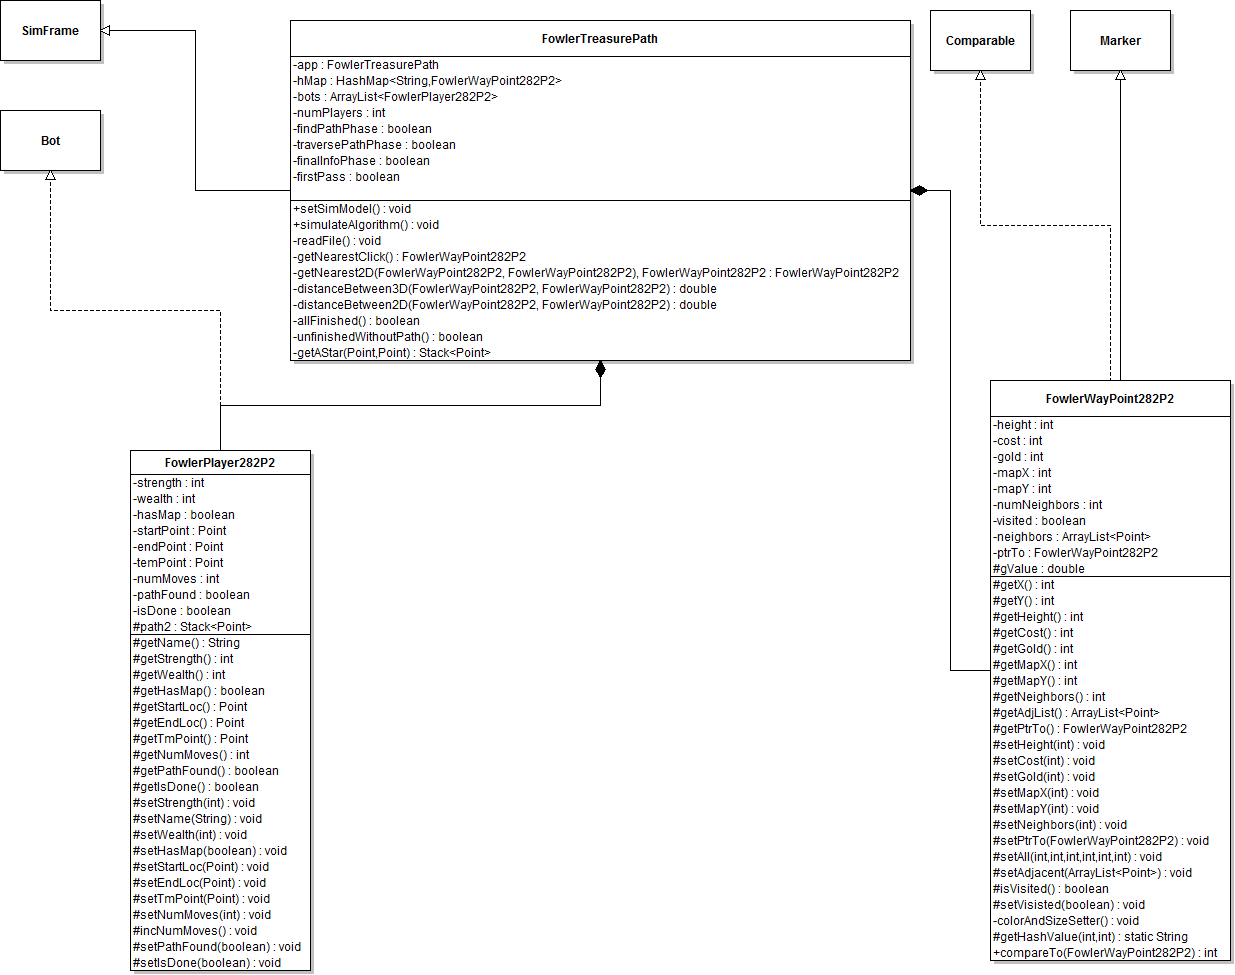 SimFrame
Bot
FowlerTreasurePath
-app : FowlerTreasurePath
-hMap : HashMap<String,FowlerWayPoint282P2>
-bots : ArrayList<FowlerPlayer282P2>
-numPlayers : int
-findPathPhase : boolean
-traversePathPhase : boolean
-finalInfoPhase : boolean
-firstPass : boolean
+setSimModel() : void
+simulateAlgorithm() : void
-readFile() : void
-getNearestClick() : FowlerWayPoint282P2
-getNearest2D(FowlerWayPoint282P2, FowlerWayPoint282P2), FowlerWayPoint282P2 : FowlerWayPoint282P2
-distanceBetween3D(FowlerWayPoint282P2, FowlerWayPoint282P2) : double
-distanceBetween2D(FowlerWayPoint282P2, FowlerWayPoint282P2) : double
-allFinished() : boolean
-unfinishedWithoutPath() : boolean
-getAStar(Point,Point) : Stack<Point>
Comparable
Marker
FowlerPlayer282P2
-strength : int
-wealth : int
-hasMap : boolean
-startPoint : Point
-endPoint : Point
-temPoint : Point
-numMoves : int
-pathFound : boolean
-isDone : boolean
#path2 : Stack<Point>
#getName() : String
#getStrength() : int
#getWealth() : int
#getHasMap() : boolean
#getStartLoc() : Point
#getEndLoc() : Point
#getTmPoint() : Point
#getNumMoves() : int
#getPathFound() : boolean
#getIsDone() : boolean
#setStrength(int) : void
#setName(String) : void
#setWealth(int) : void
#setHasMap(boolean) : void
#setStartLoc(Point) : void
#setEndLoc(Point) : void
#setTmPoint(Point) : void
#setNumMoves(int) : void
#incNumMoves() : void
#setPathFound(boolean) : void
#setIsDone(boolean) : void
FowlerWayPoint282P2
-height : int
-cost : int
-gold : int
-mapX : int
-mapY : int
-numNeighbors : int
-visited : boolean
-neighbors : ArrayList<Point>
-ptrTo : FowlerWayPoint282P2
#gValue : double
#getX() : int
#getY() : int
#getHeight() : int
#getCost() : int
#getGold() : int
#getMapX() : int
#getMapY() : int
#getNeighbors() : int
#getAdjList() : ArrayList<Point>
#getPtrTo() : FowlerWayPoint282P2
#setHeight(int) : void
#setCost(int) : void
#setGold(int) : void
#setMapX(int) : void
#setMapY(int) : void
#setNeighbors(int) : void
#setPtrTo(FowlerWayPoint282P2) : void
#setAll(int,int,int,int,int,int) : void
#setAdjacent(ArrayList<Point>) : void
#isVisited() : boolean
#setVisisted(boolean) : void
-colorAndSizeSetter() : void
#getHashValue(int,int) : static String
+compareTo(FowlerWayPoint282P2) : int